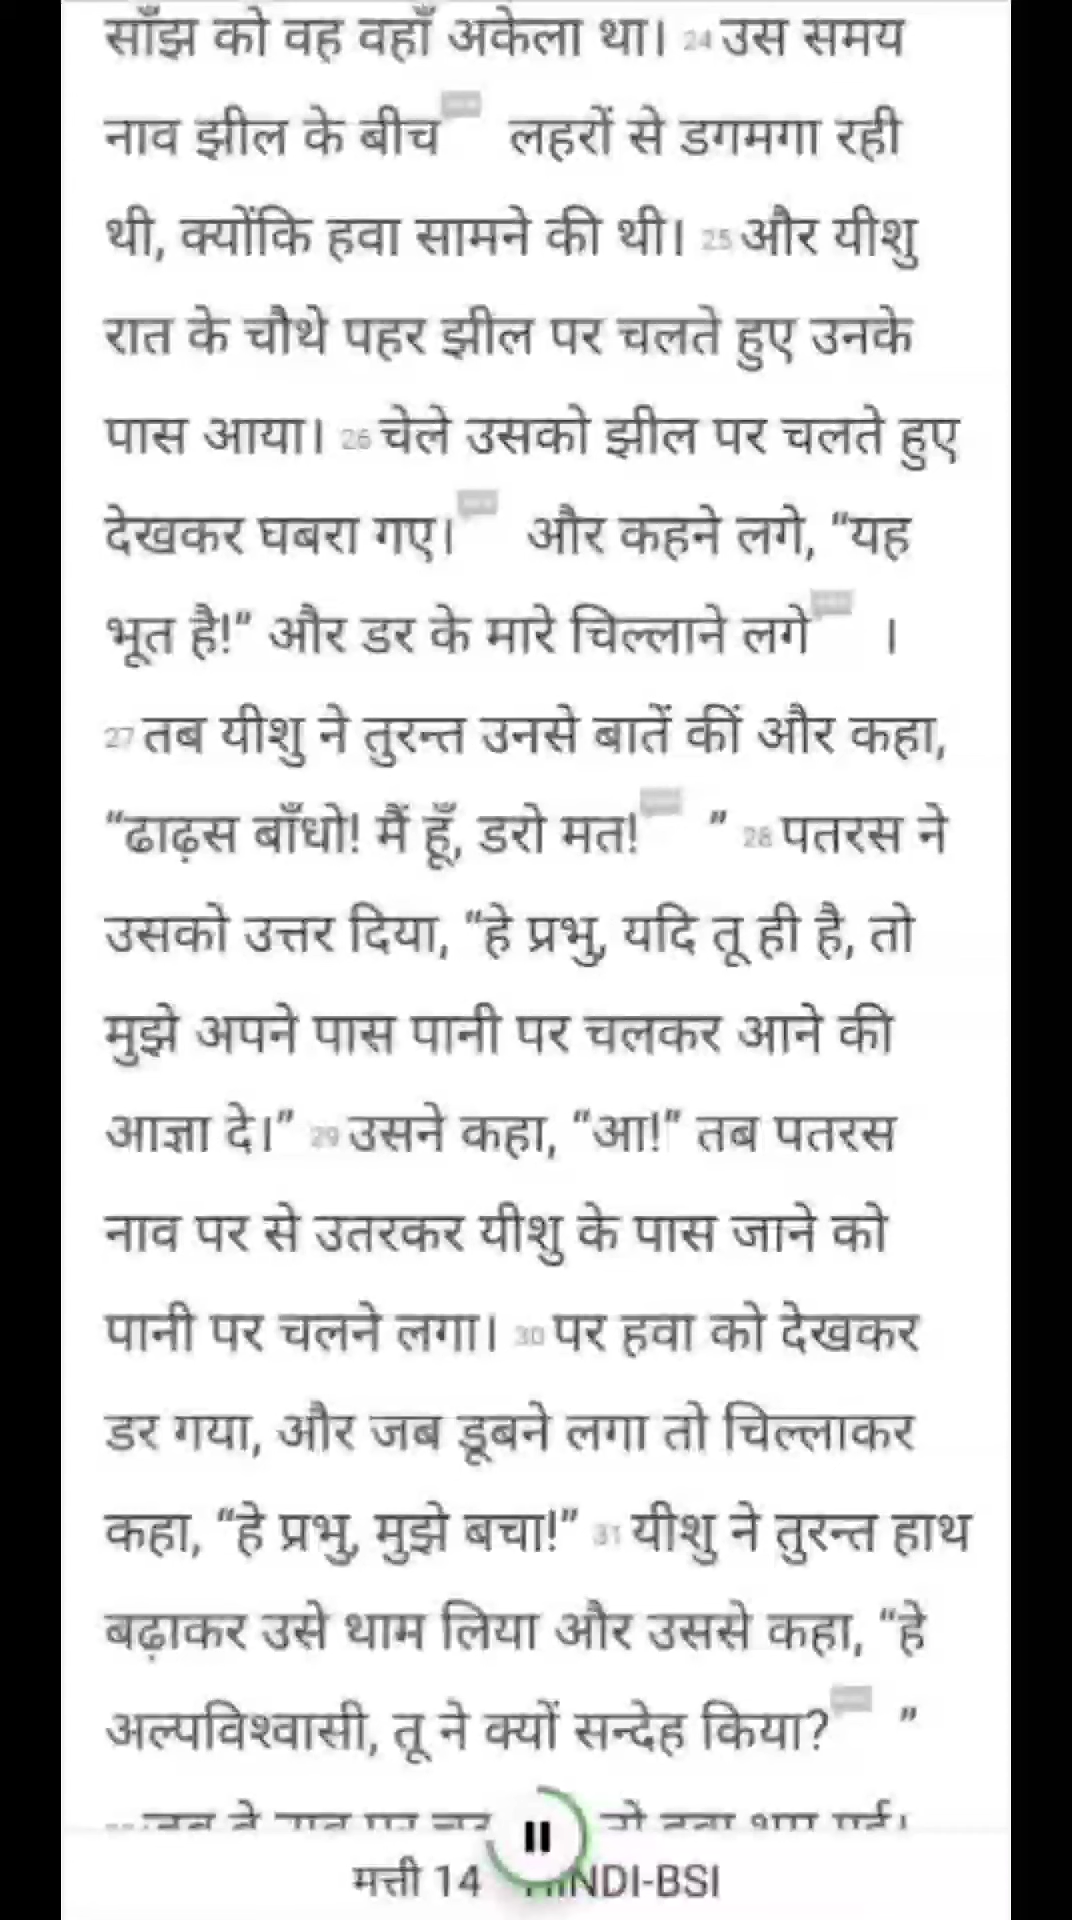 साँझ को वह वहाँ अकेला था। 24 उस समय
नाव झील के बीच लहरों से डगमगा रही
थी, क्योंकि हवा सामने की थी। 25 और यीशु
रात के चौथे पहर झील पर चलते हुए उनके
पास आया। 26 चेले उसको झील पर चलते हुए
देखकर घबरा गए। और कहने लगे, “यह
भूत है!” और डर के मारे चिल्लाने लगे ।
27 तब यीशु ने तुरन्त उनसे बातें कीं और कहा,
“ढाढ़स बाँधो! मैं हूँ, डरो मत! ” 28 पतरस ने
उसको उत्तर दिया, “हे प्रभु, यदि तू ही है, तो
मुझे अपने पास पानी पर चलकर आने की
आज्ञा दे।” 29 उसने कहा, “आ!” तब पतरस
नाव पर से उतरकर यीशु के पास जाने को
पानी पर चलने लगा। 30 पर हवा को देखकर
डर गया, और जब डूबने लगा तो चिल्लाकर
कहा, “हे प्रभु, मुझे बचा!” 31 यीशु ने तुरन्त हाथ
बढ़ाकर उसे थाम लिया और उससे कहा, “हे
अल्पविश्वासी, तू ने क्यों सन्देह किया? ”
मत्ती 14 HINDI-BSI